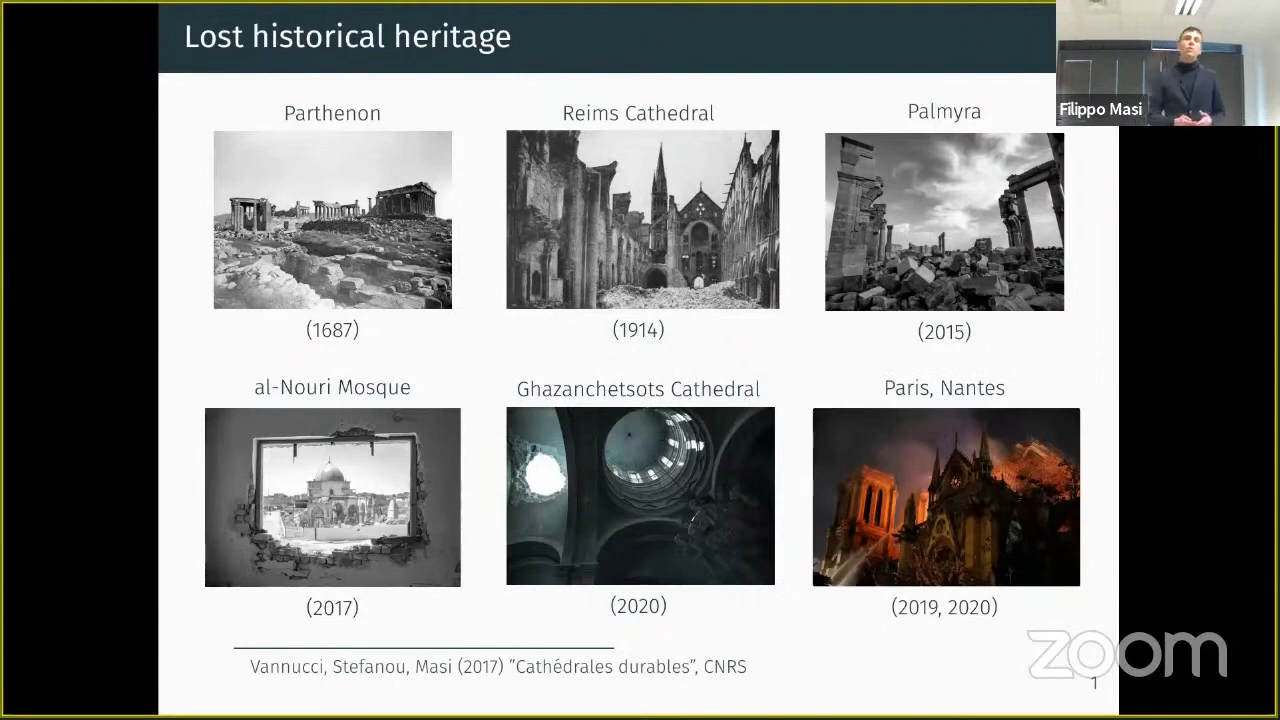 Lost historical heritage
Filippo Masi
Parthenon
Reims Cathedral
Palmyra
(1687)
(1914)
(2015)
al-Nouri Mosque
Ghazanchetsots Cathedral
Paris, Nantes
(2017)
(2020)
(2019, 2020)
Vannucci, Stefanou, Masi (2017) ”Cathédrales durables”, CNRS
zoom
1